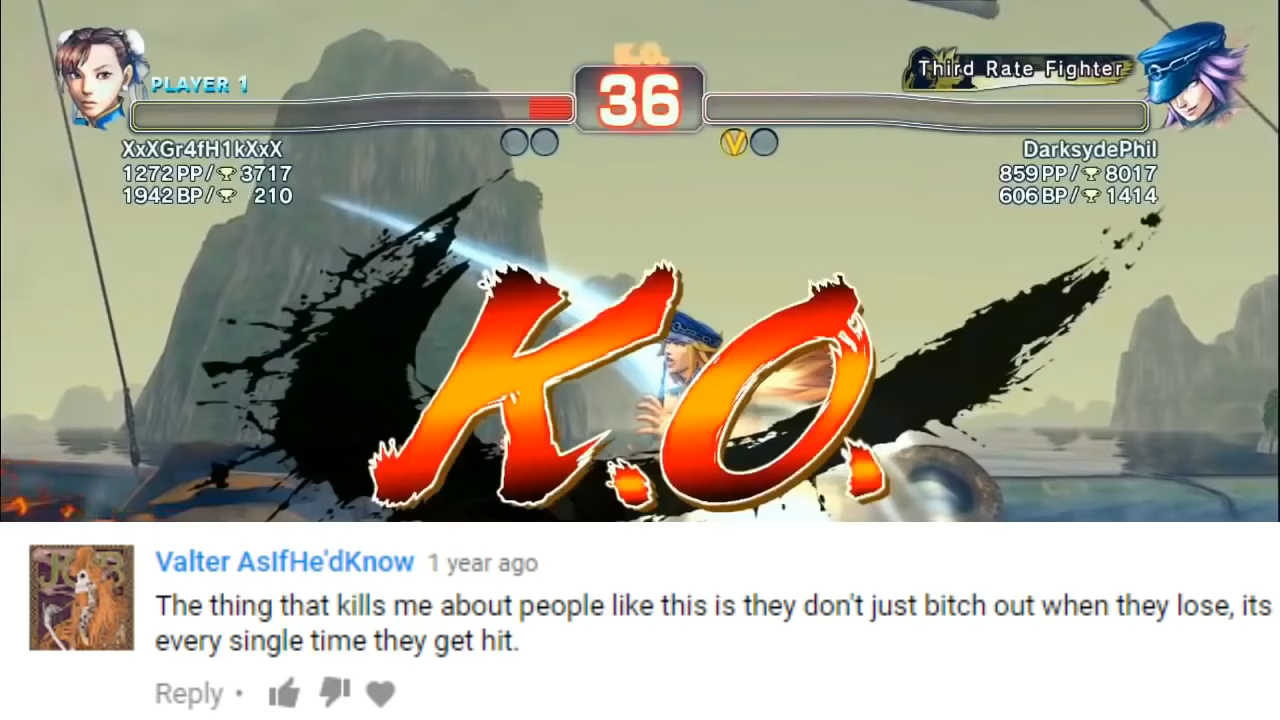 K.O.
PLAYER 1
36
Third Rate Fighter
XxXGr4fH1kXxX
V
DarksydePhil
1272 PP / 3717
859 PP / 8017
1942 BP / 210
606 BP / 1414
K.O.
Valter AsIfHe'dKnow 1 year ago
The thing that kills me about people like this is they don't just bitch out when they lose, its
every single time they get hit.
Reply •